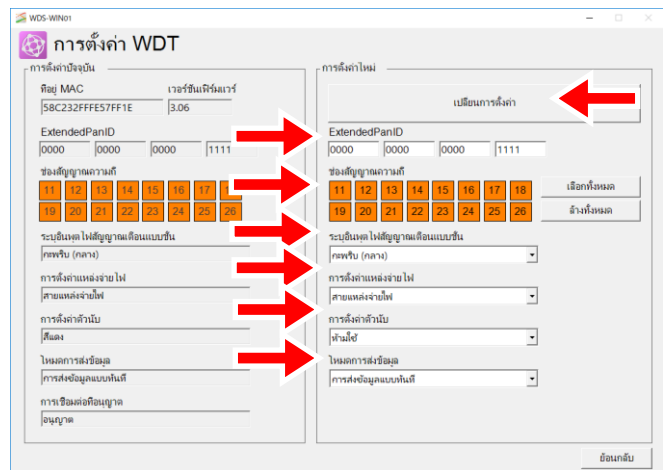 WDS-WIN01
การตั้งค่า WDT
การตั้งค่าปัจจุบัน
ที่อยู่ MAC เวอร์ชันเฟิร์มแวร์
58C232FFFE57FF1E 3.06
ExtendedPanID
0000 0000 0000 1111
ช่องสัญญาณความถี่
11 12 13 14 15 16 17
19 20 21 22 23 24 25 26
ระบุอินพุตไฟสัญญาณเตือนแบบชั้น
กะพริบ (กลาง)
การตั้งค่าแหล่งจ่ายไฟ
สายแหล่งจ่ายไฟ
การตั้งค่าตัวนับ
สีแดง
โหมดการส่งข้อมูล
การส่งข้อมูลแบบทันที
การเชื่อมต่อที่อนุญาต
อนุญาต
การตั้งค่าใหม่
เปลี่ยนการตั้งค่า
ExtendedPanID
0000 0000 0000 1111
ช่องสัญญาณความถี่
11 12 13 14 15 16 17 18 เลือกทั้งหมด
19 20 21 22 23 24 25 26 ล้างทั้งหมด
ระบุอินพุตไฟสัญญาณเตือนแบบชั้น
กะพริบ (กลาง)
การตั้งค่าแหล่งจ่ายไฟ
สายแหล่งจ่ายไฟ
การตั้งค่าตัวนับ
ห้ามใช้
โหมดการส่งข้อมูล
การส่งข้อมูลแบบทันที
ย้อนกลับ